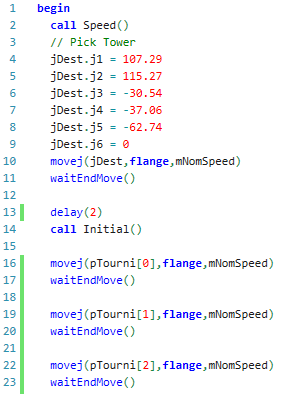 1 begin
2 call Speed()
3 // Pick Tower
4 jDest.j1 = 107.29
5 jDest.j2 = 115.27
6 jDest.j3 = -30.54
7 jDest.j4 = -37.06
8 jDest.j5 = -62.74
9 jDest.j6 = 0
10 movej(jDest,flange,mNomSpeed)
11 waitEndMove()
12
13 delay(2)
14 call Initial()
15
16 movej(pTourni[0],flange,mNomSpeed)
17 waitEndMove()
18
19 movej(pTourni[1],flange,mNomSpeed)
20 waitEndMove()
21
22 movej(pTourni[2],flange,mNomSpeed)
23 waitEndMove()